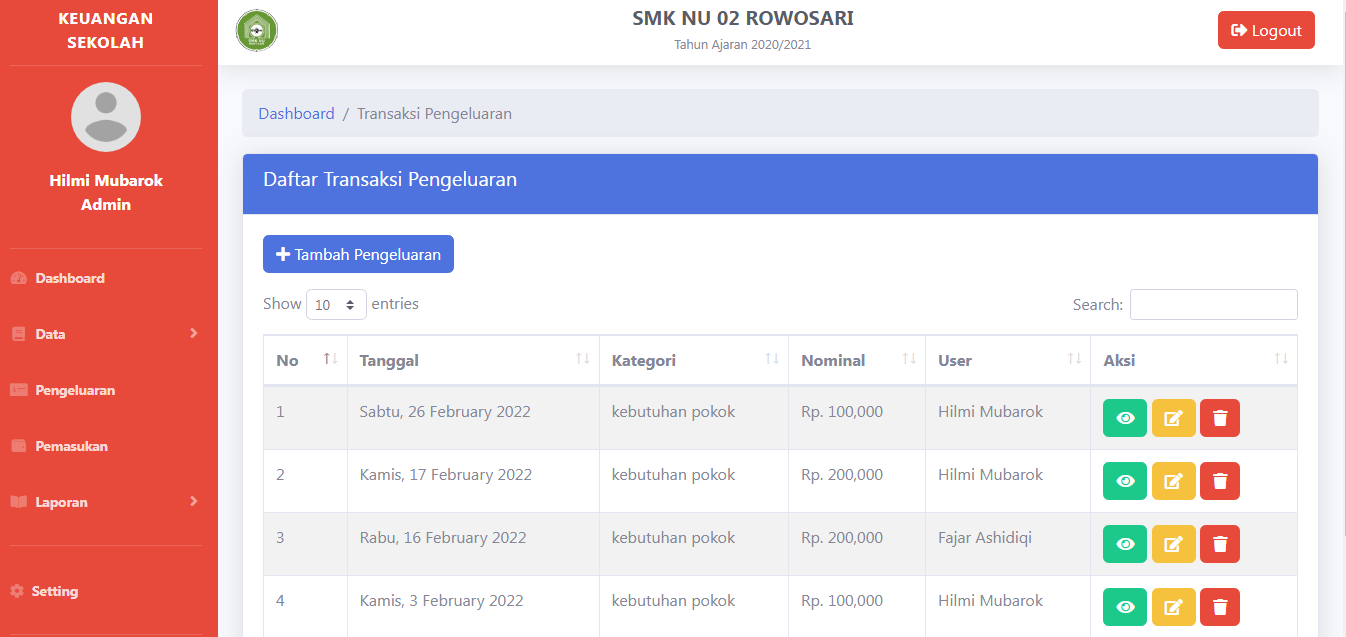 KEUANGAN
SEKOLAH
Hilmi Mubarok
Admin
Dashboard
Data
Pengeluaran
Pemasukan
Laporan
Setting
SMK NU 02 ROWOSARI
Tahun Ajaran 2020/2021
Logout
Dashboard / Transaksi Pengeluaran
Daftar Transaksi Pengeluaran
Tambah Pengeluaran
Show 10 entries Search:
No Tanggal Kategori Nominal User Aksi
1 Sabtu, 26 February 2022 kebutuhan pokok Rp. 100,000 Hilmi Mubarok
2 Kamis, 17 February 2022 kebutuhan pokok Rp. 200,000 Hilmi Mubarok
3 Rabu, 16 February 2022 kebutuhan pokok Rp. 200,000 Fajar Ashidiqi
4 Kamis, 3 February 2022 kebutuhan pokok Rp. 100,000 Hilmi Mubarok